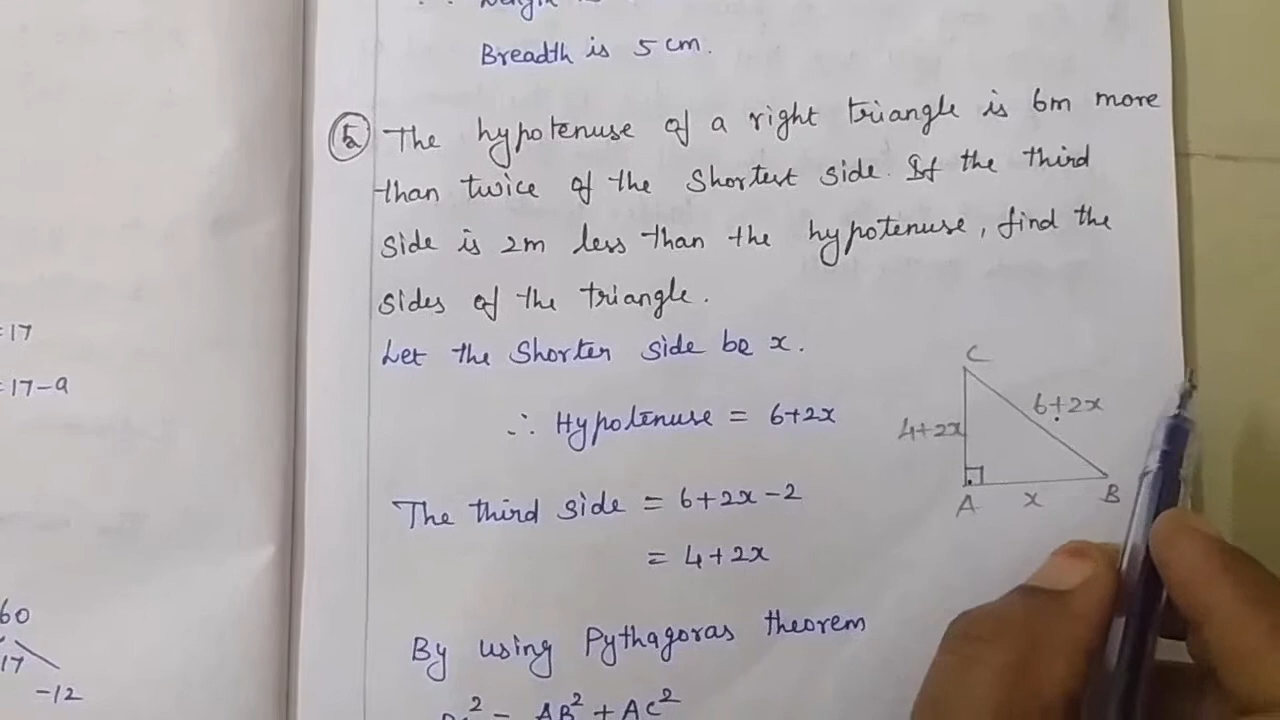 Breadth is 5 cm.
5 The hypotenuse of a right triangle is 6m more
than twice of the shortest side. If the third
side is 2m less than the hypotenuse, find the
sides of the triangle.
Let the shorter side be x.
∴ Hypotenuse = 6+2x
The third side = 6+2x-2
= 4+2x
By using Pythagoras theorem
BC² = AB² + AC²
C
6+2x
4+2x
A
x
B
=17
=17-a
60
17
-12